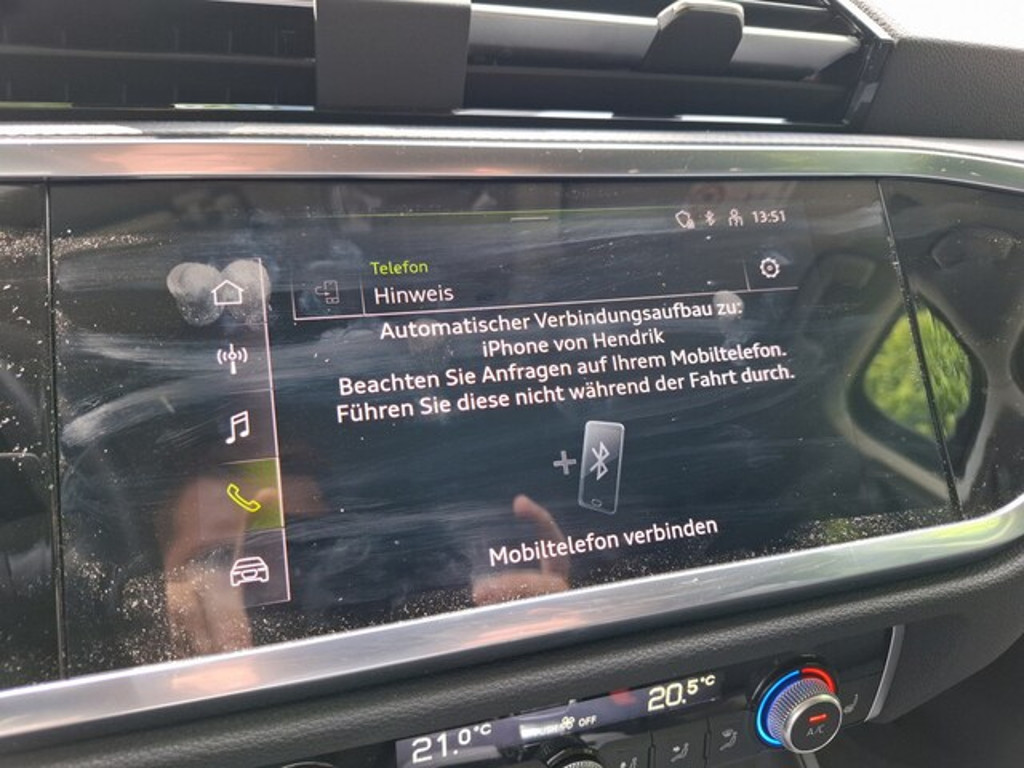 13:51
Telefon
Hinweis
Automatischer Verbindungsaufbau zu:
iPhone von Hendrik
Beachten Sie Anfragen auf Ihrem Mobiltelefon.
Führen Sie diese nicht während der Fahrt durch.
Mobiltelefon verbinden
21.0°C
OFF
20.5°C
A/C